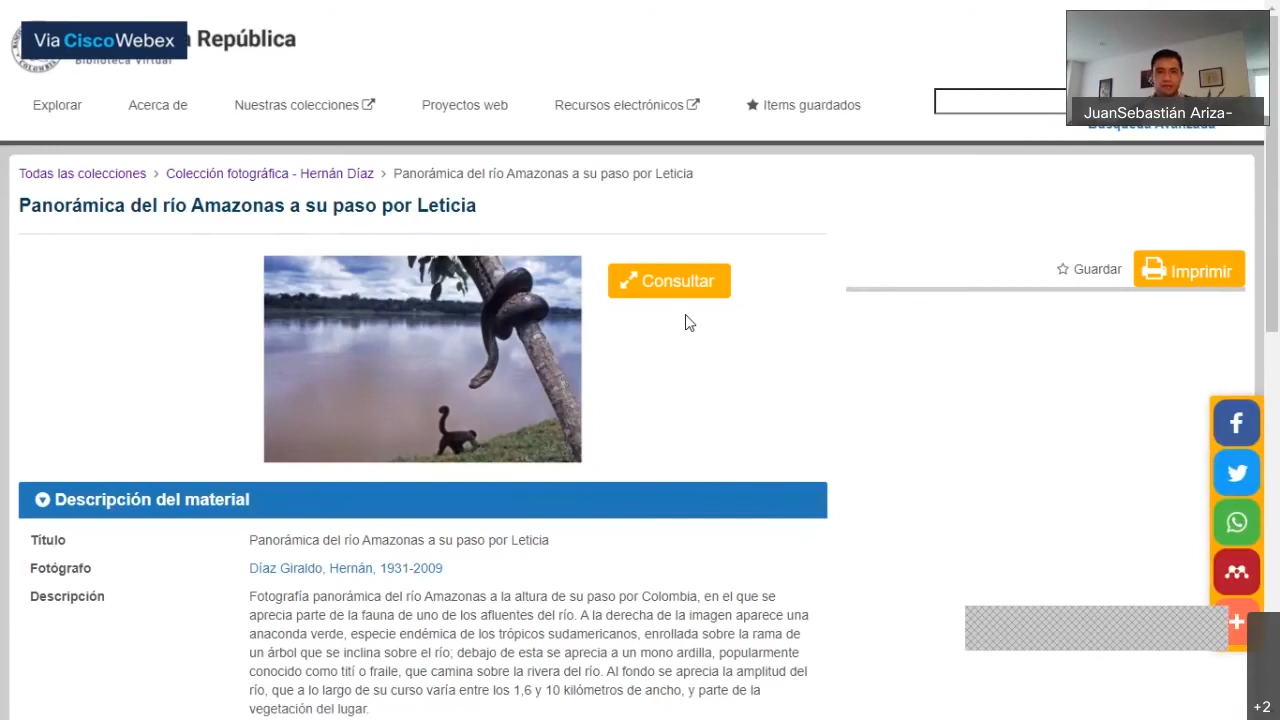 Via Cisco Webex
República
Biblioteca Virtual
Explorar
Acerca de
Nuestras colecciones
Proyectos web
Recursos electrónicos
Items guardados
JuanSebastián Ariza-
Búsqueda Avanzada
Todas las colecciones > Colección fotográfica - Hernán Díaz > Panorámica del río Amazonas a su paso por Leticia
Panorámica del río Amazonas a su paso por Leticia
Consultar
Guardar
Imprimir
Descripción del material
Título
Panorámica del río Amazonas a su paso por Leticia
Fotógrafo
Díaz Giraldo, Hernán, 1931-2009
Descripción
Fotografía panorámica del río Amazonas a la altura de su paso por Colombia, en el que se
aprecia parte de la fauna de uno de los afluentes del río. A la derecha de la imagen aparece una
anaconda verde, especie endémica de los trópicos sudamericanos, enrollada sobre la rama de
un árbol que se inclina sobre el río; debajo de esta se aprecia a un mono ardilla, popularmente
conocido como tití o fraile, que camina sobre la rivera del río. Al fondo se aprecia la amplitud del
río, que a lo largo de su curso varía entre los 1,6 y 10 kilómetros de ancho, y parte de la
vegetación del lugar.
+2